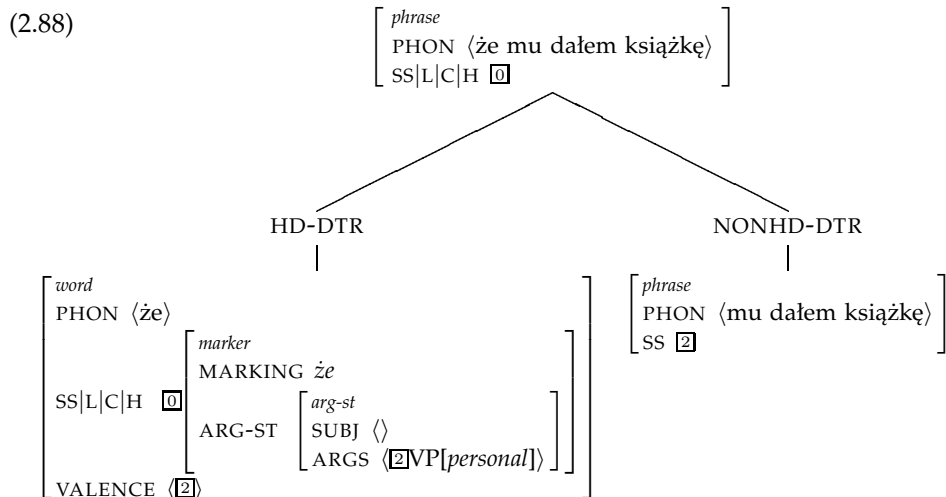 (2.88)
phrase
PHON ⟨że mu dałem książkę⟩
SS|L|C|H 0
HD-DTR
NONHD-DTR
word
PHON ⟨że⟩
SS|L|C|H 0
marker
MARKING że
ARG-ST
arg-st
SUBJ ⟨⟩
ARGS ⟨2VP[personal]⟩
VALENCE ⟨2⟩
phrase
PHON ⟨mu dałem książkę⟩
SS 2